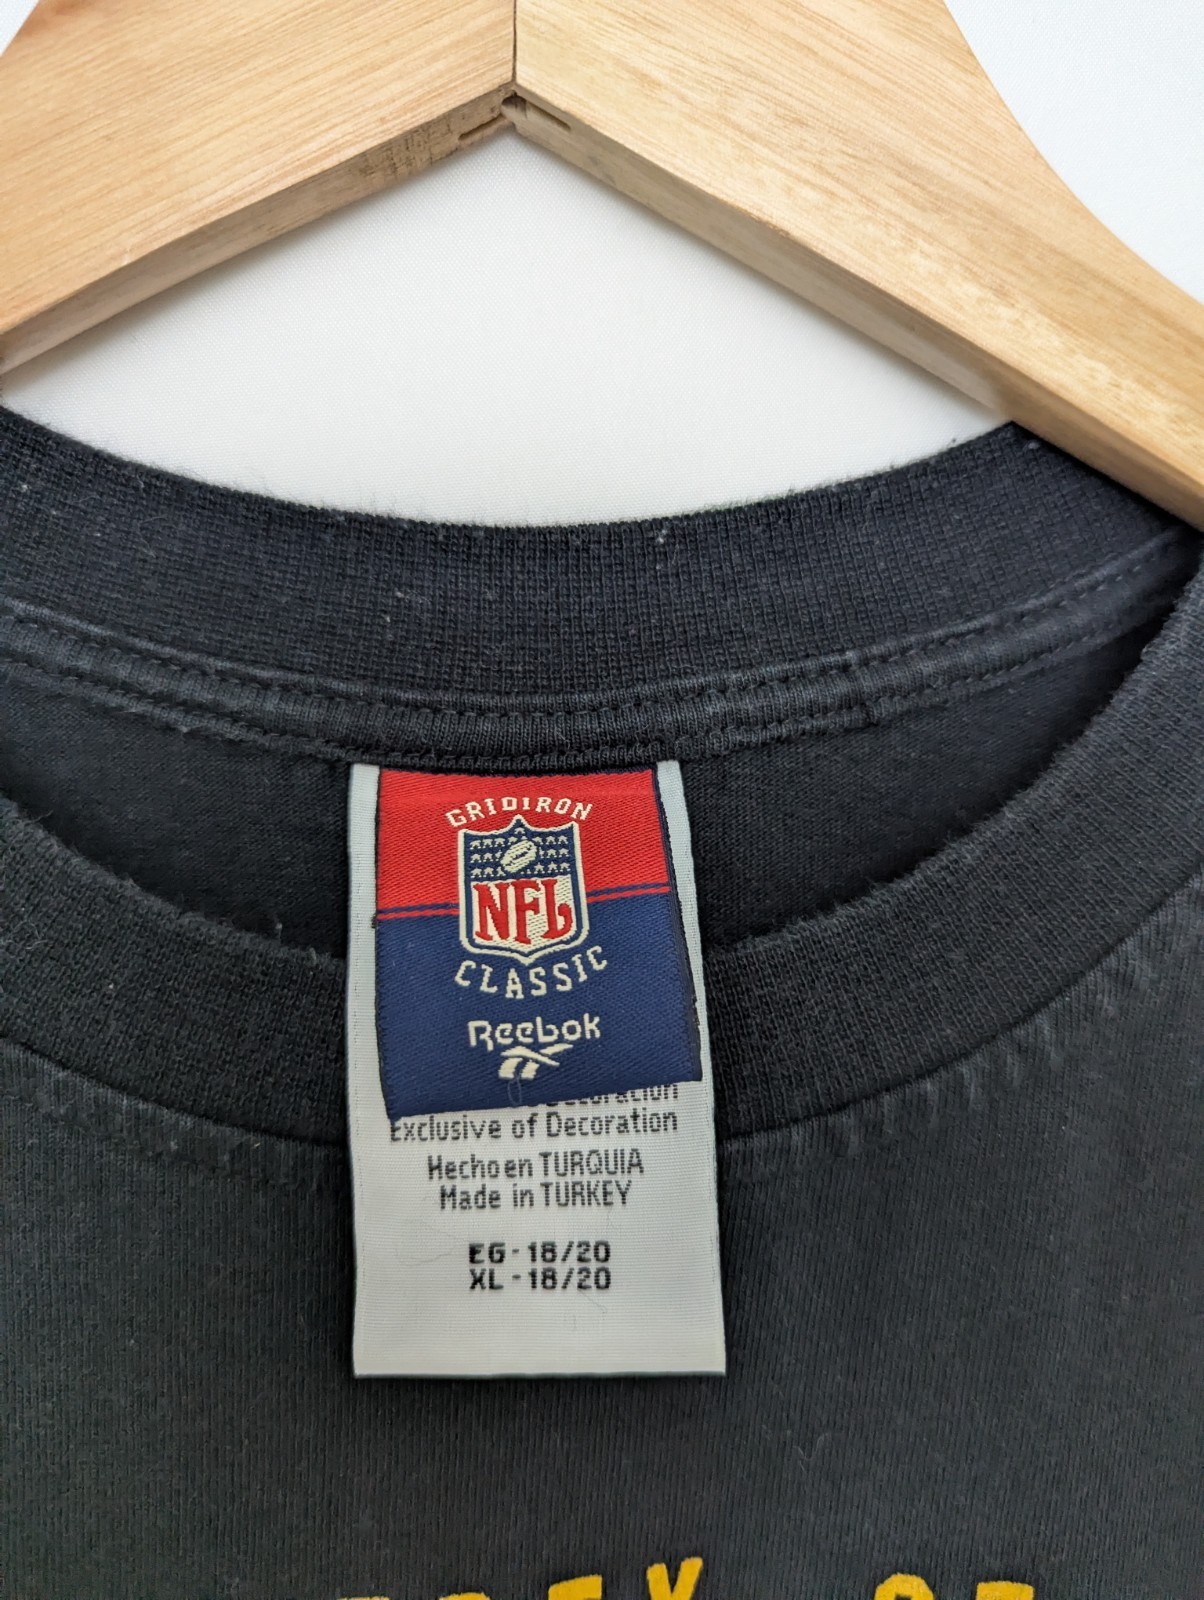 GRIDIRON
NFL
CLASSIC
Reebok
Exclusive of Decoration
Hecho en TURQUIA
Made in TURKEY
EG - 18/20
XL - 18/20